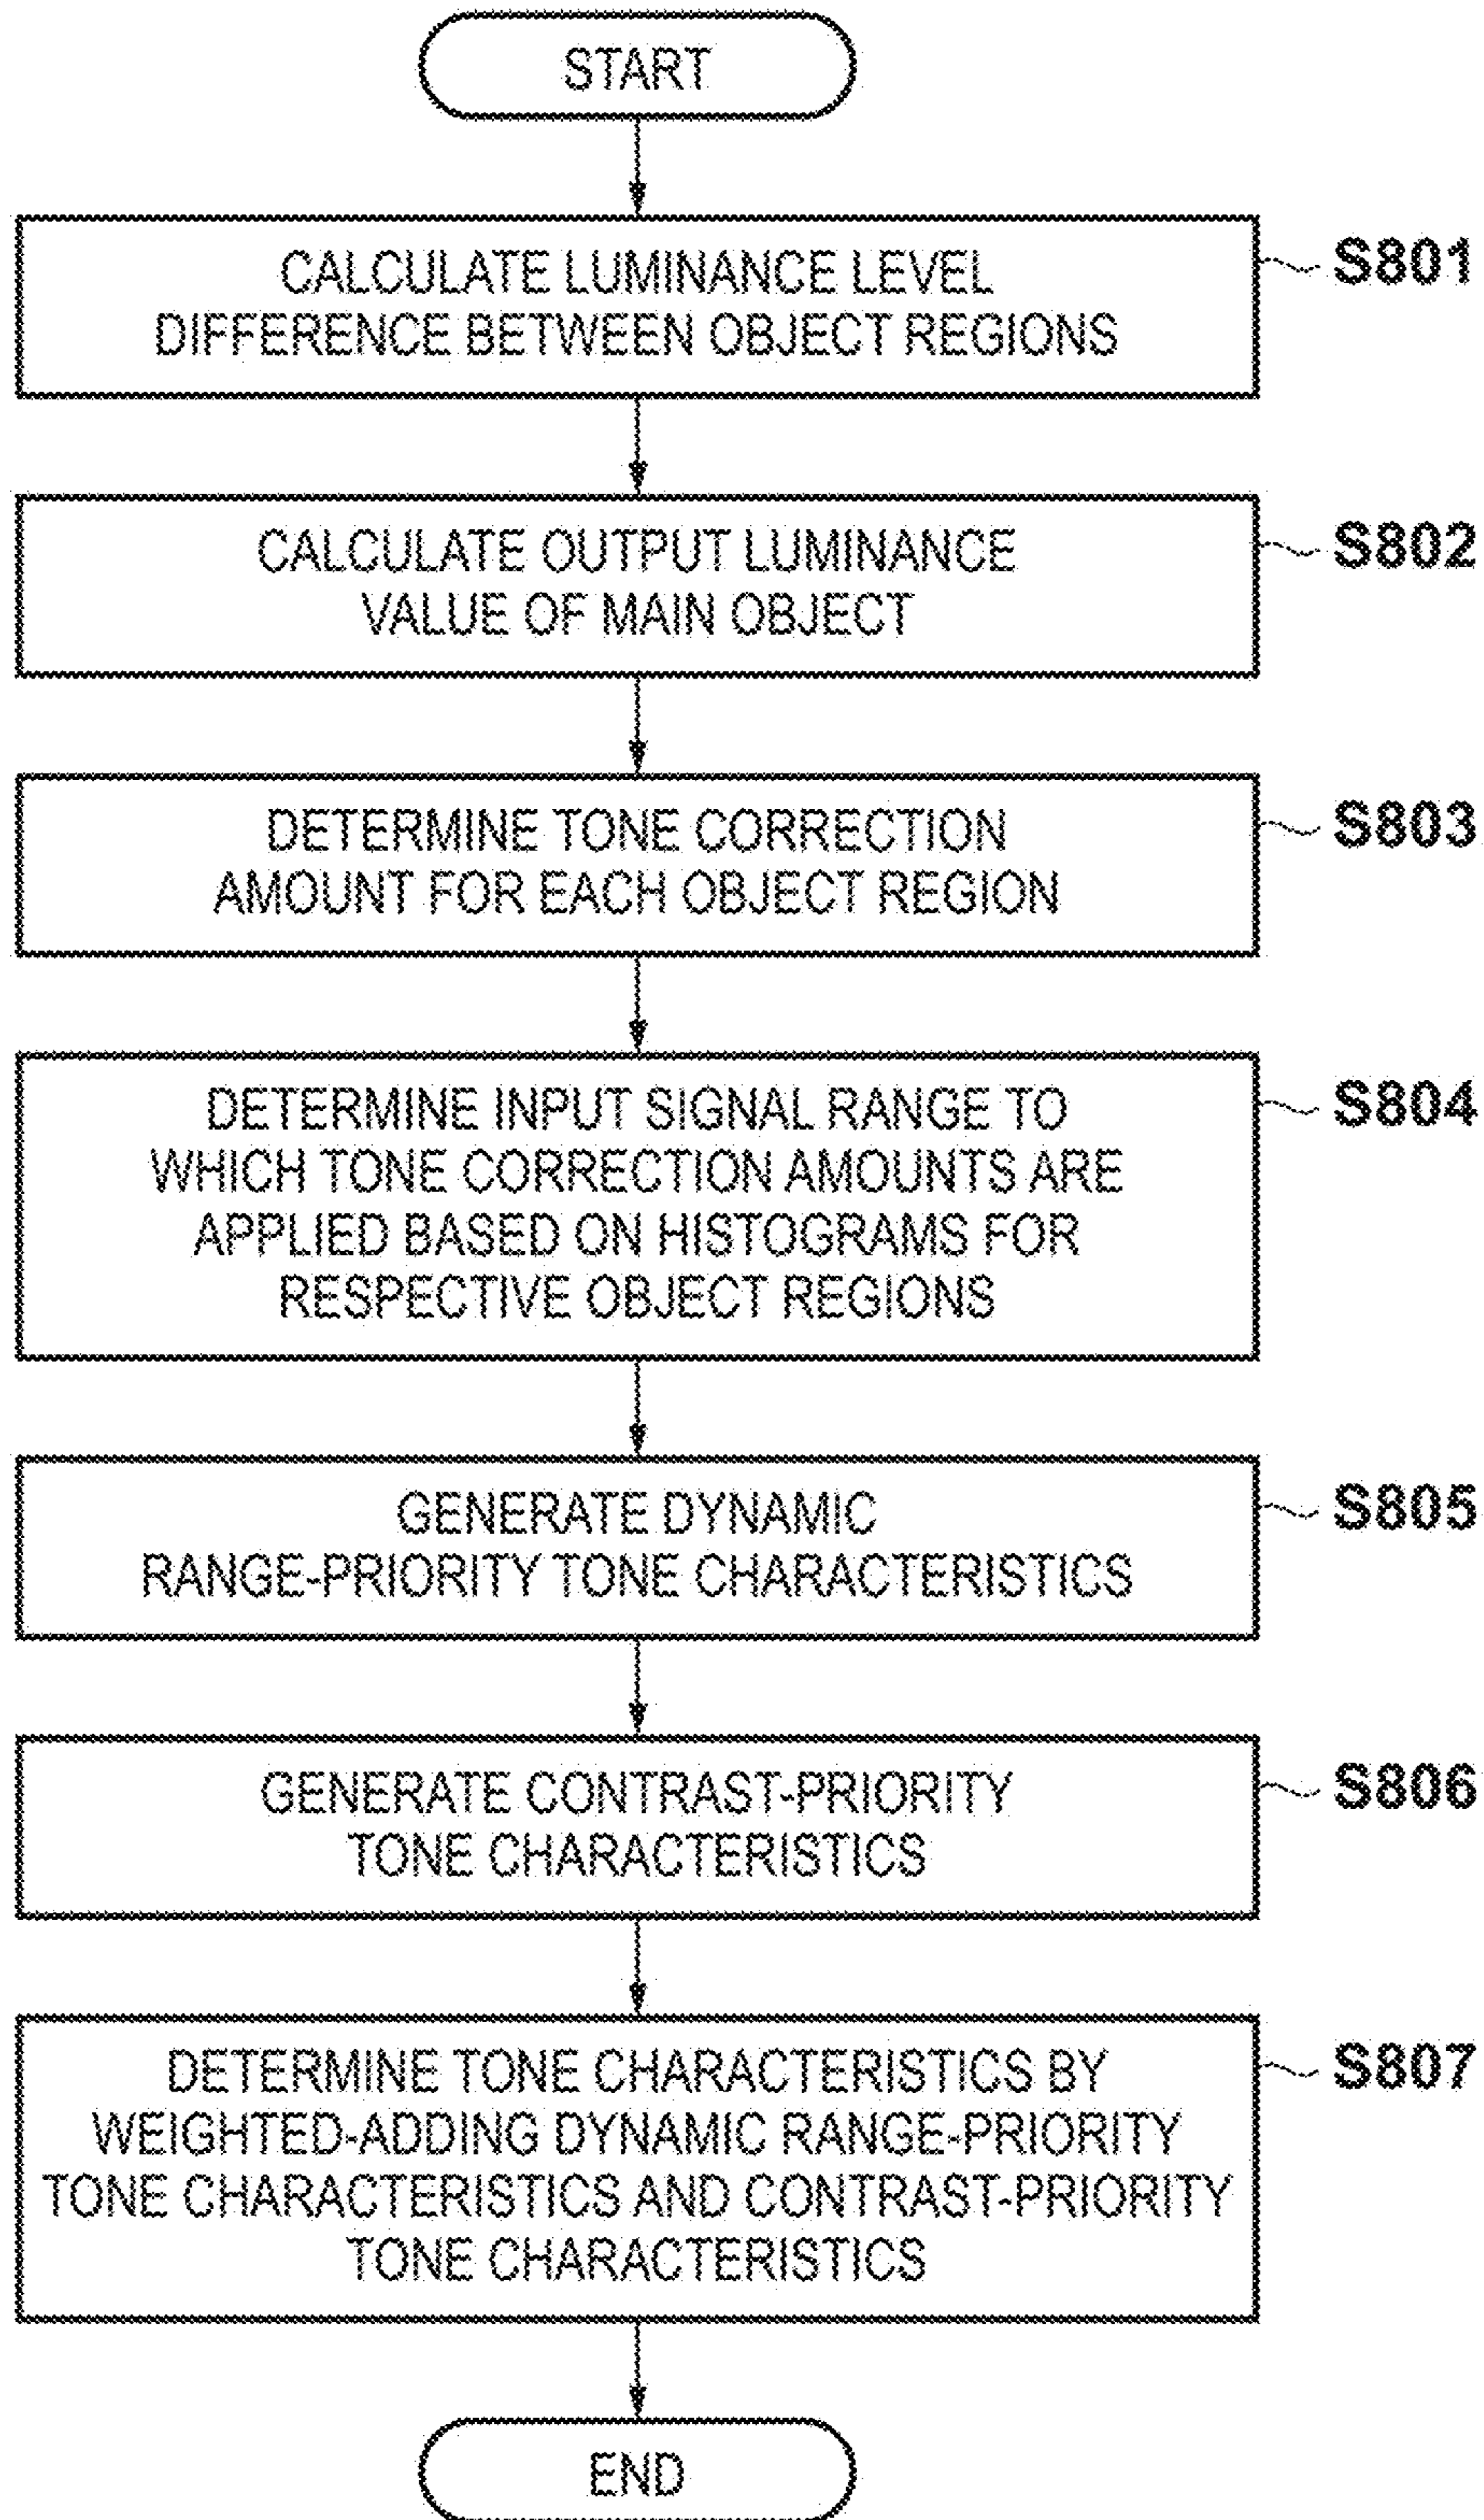 START
CALCULATE LUMINANCE LEVEL
DIFFERENCE BETWEEN OBJECT REGIONS
S801
CALCULATE OUTPUT LUMINANCE
VALUE OF MAIN OBJECT
S802
DETERMINE TONE CORRECTION
AMOUNT FOR EACH OBJECT REGION
S803
DETERMINE INPUT SIGNAL RANGE TO
WHICH TONE CORRECTION AMOUNTS ARE
APPLIED BASED ON HISTOGRAMS FOR
RESPECTIVE OBJECT REGIONS
S804
GENERATE DYNAMIC
RANGE-PRIORITY TONE CHARACTERISTICS
S805
GENERATE CONTRAST-PRIORITY
TONE CHARACTERISTICS
S806
DETERMINE TONE CHARACTERISTICS BY
WEIGHTED-ADDING DYNAMIC RANGE-PRIORITY
TONE CHARACTERISTICS AND CONTRAST-PRIORITY
TONE CHARACTERISTICS
S807
END